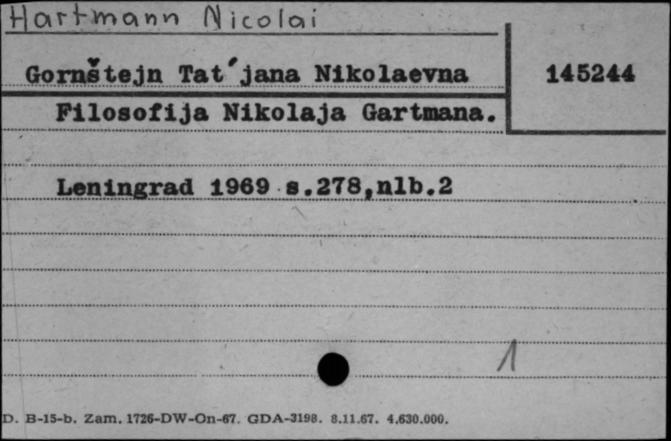 Hartmann Nicolai
Gornštejn Tat'jana Nikolaevna 145244
Filosofija Nikolaja Gartmana.
Leningrad 1969 s.278,nlb.2
1
D. B-15-b. Zam. 1726-DW-On-67. GDA-3198. 8.11.67. 4.630.000.